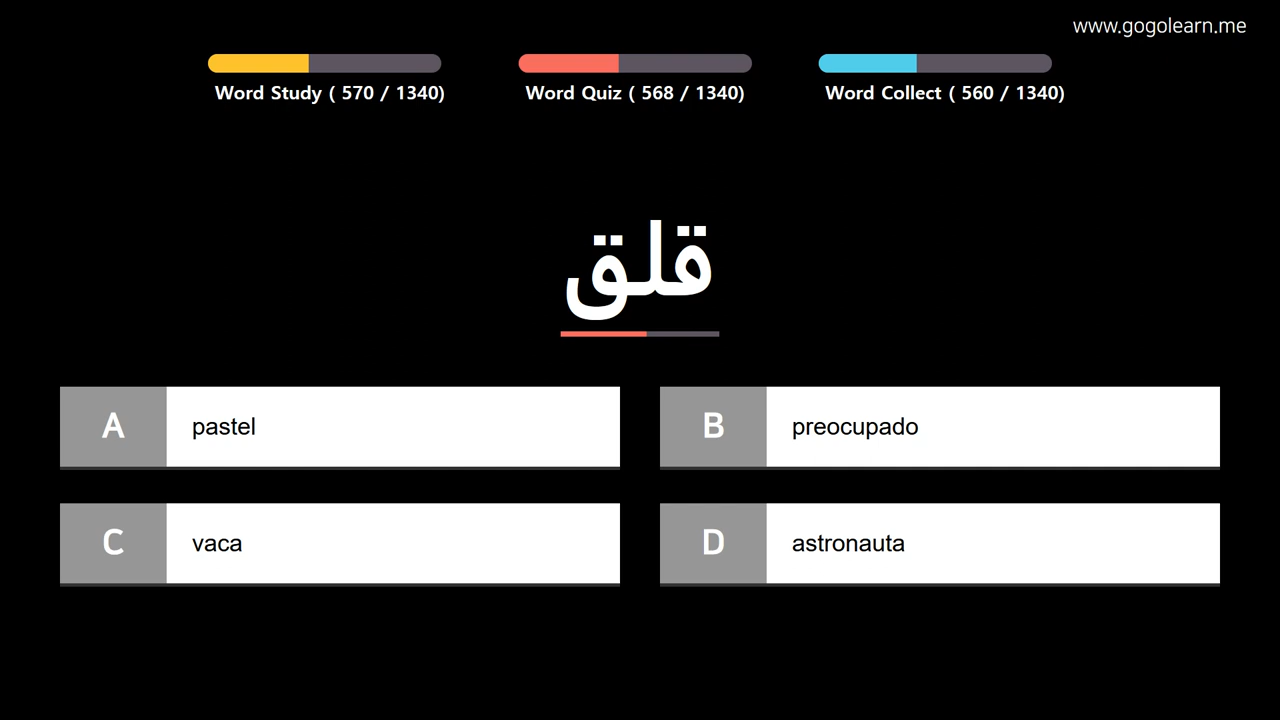 www.gogolearn.me
Word Study ( 570 / 1340)
Word Quiz ( 568 / 1340)
Word Collect ( 560 / 1340)
قلق
A pastel
B preocupado
C vaca
D astronauta